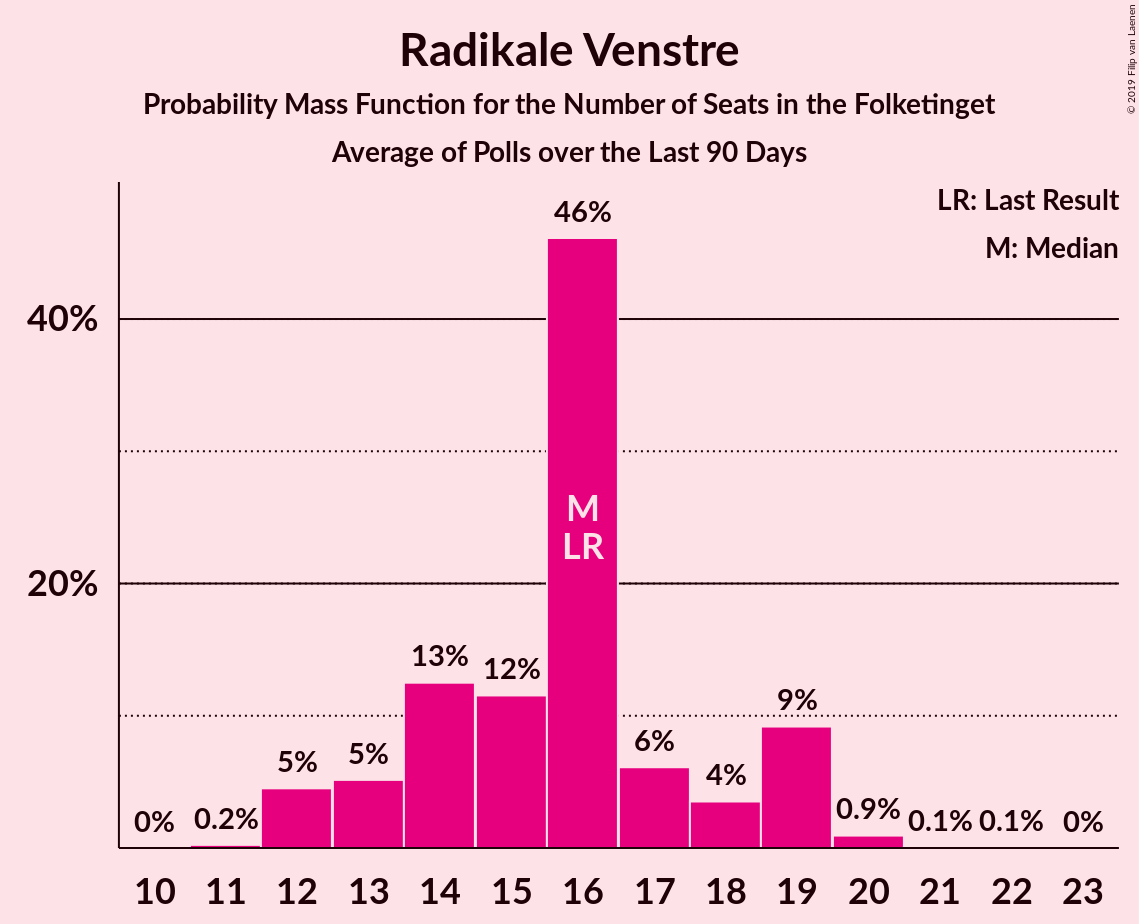 Radikale Venstre
Probability Mass Function for the Number of Seats in the Folketinget
Average of Polls over the Last 90 Days
© 2019 Filip van Laenen
LR: Last Result
M: Median
40%
20%
0%
0.2%
5%
5%
13%
12%
46%
M
LR
6%
4%
9%
0.9%
0.1%
0.1%
0%
10 11 12 13 14 15 16 17 18 19 20 21 22 23